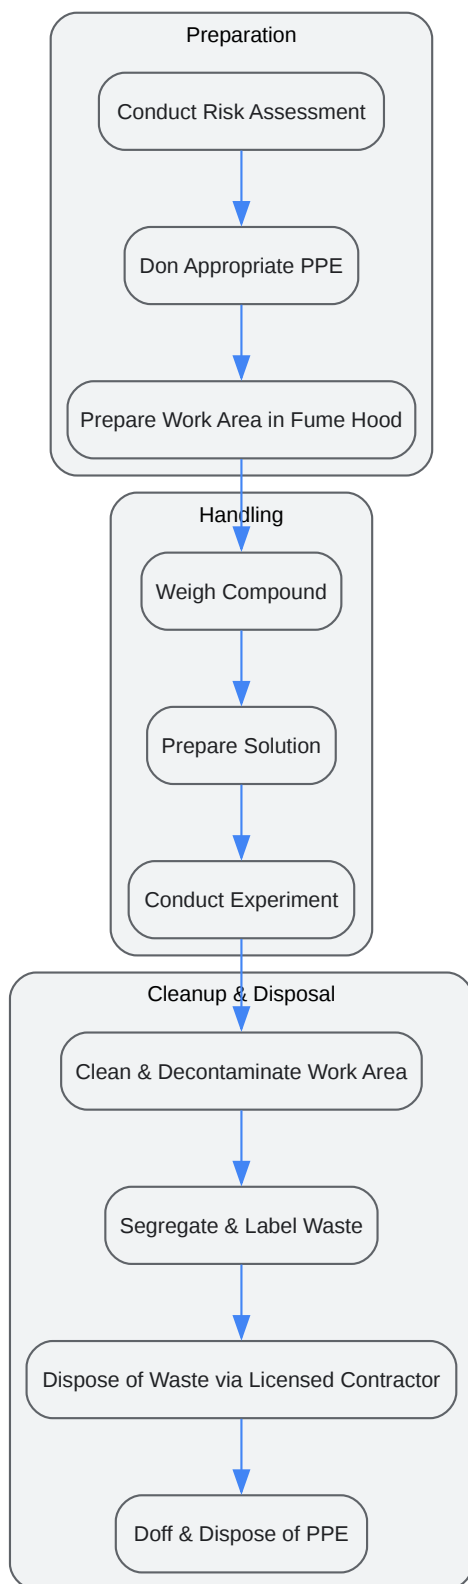 Preparation
Conduct Risk Assessment
Don Appropriate PPE
Prepare Work Area in Fume Hood
Handling
Weigh Compound
Prepare Solution
Conduct Experiment
Cleanup & Disposal
Clean & Decontaminate Work Area
Segregate & Label Waste
Dispose of Waste via Licensed Contractor
Doff & Dispose of PPE